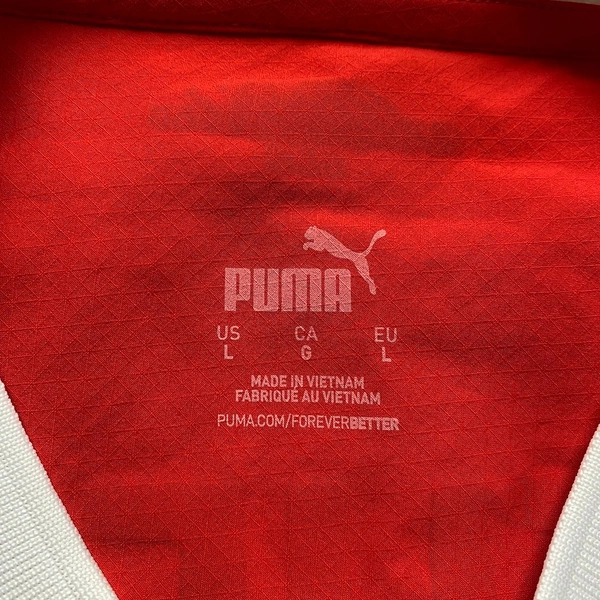 PUMA
US CA EU
L G L
MADE IN VIETNAM
FABRIQUÉ AU VIETNAM
PUMA.COM/FOREVERBETTER